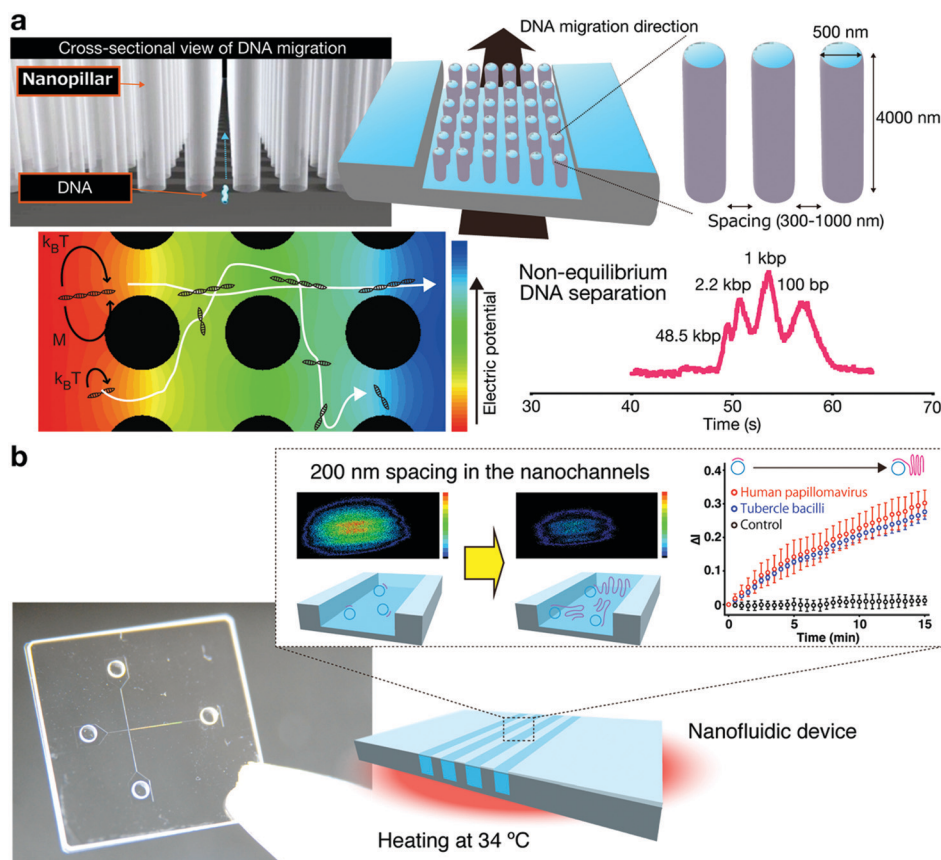 a
Cross-sectional view of DNA migration
Nanopillar
DNA
DNA migration direction
500 nm
4000 nm
Spacing (300-1000 nm)
kBT
M
kBT
Electric potential
Non-equilibrium
DNA separation
48.5 kbp
2.2 kbp
1 kbp
100 bp
30 40 50 60 70
Time (s)
b
200 nm spacing in the nanochannels
0.4
0.3
0.2
0.1
0
ΔI
Human papillomavirus
Tubercle bacilli
Control
0 5 10 15
Time (min)
Nanofluidic device
Heating at 34 ºC